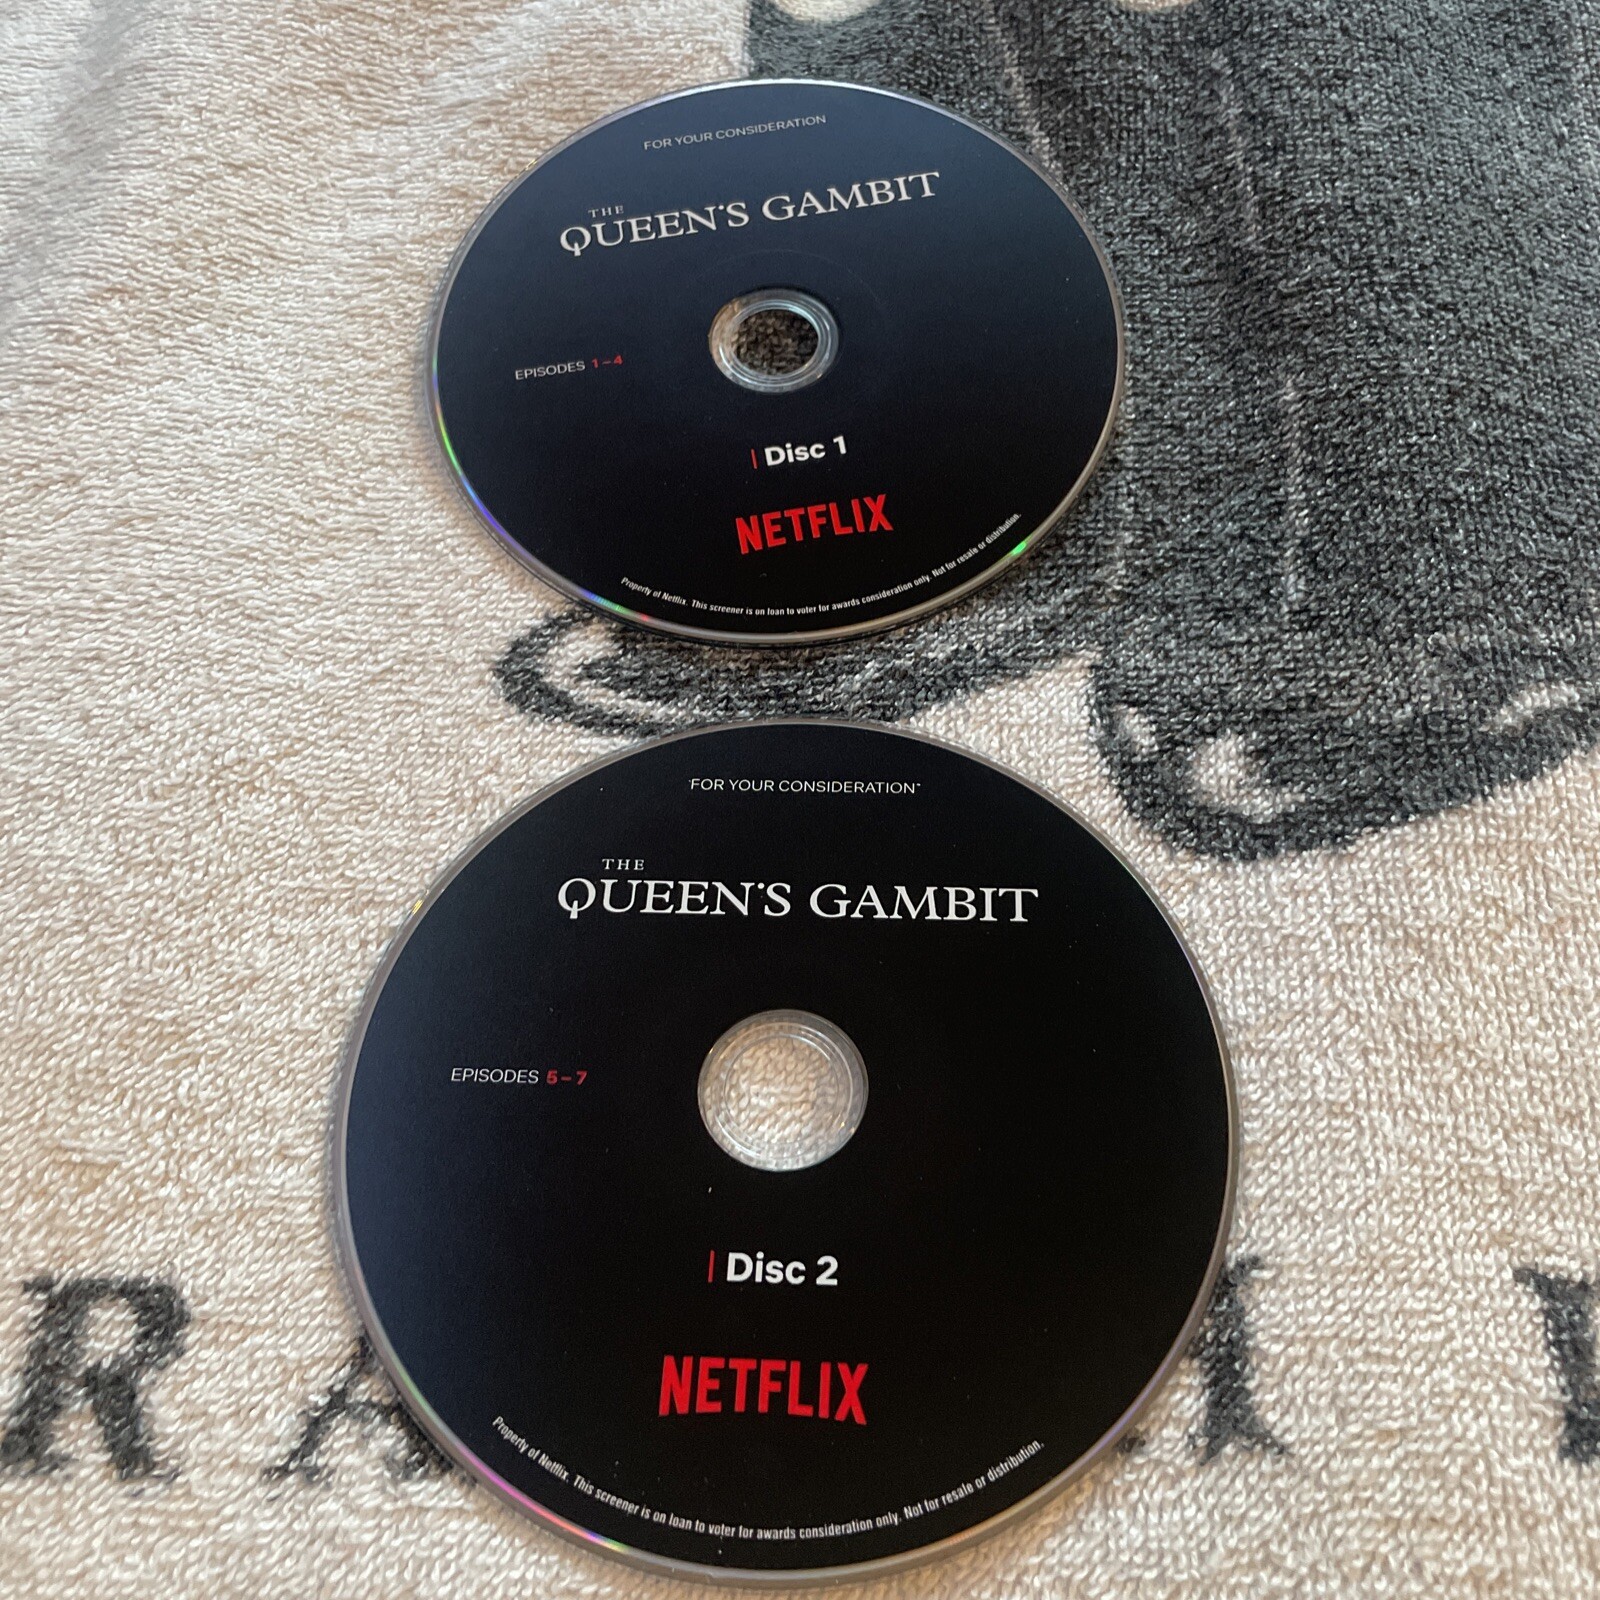 FOR YOUR CONSIDERATION
THE
QUEEN'S GAMBIT
EPISODES 1-4
Disc 1
NETFLIX
Property of Netflix. This screener is on loan to voter for awards consideration only. Not for resale or distribution.
"FOR YOUR CONSIDERATION"
THE
QUEEN'S GAMBIT
EPISODES 5-7
Disc 2
NETFLIX
Property of Netflix. This screener is on loan to voter for awards consideration only. Not for resale or distribution.